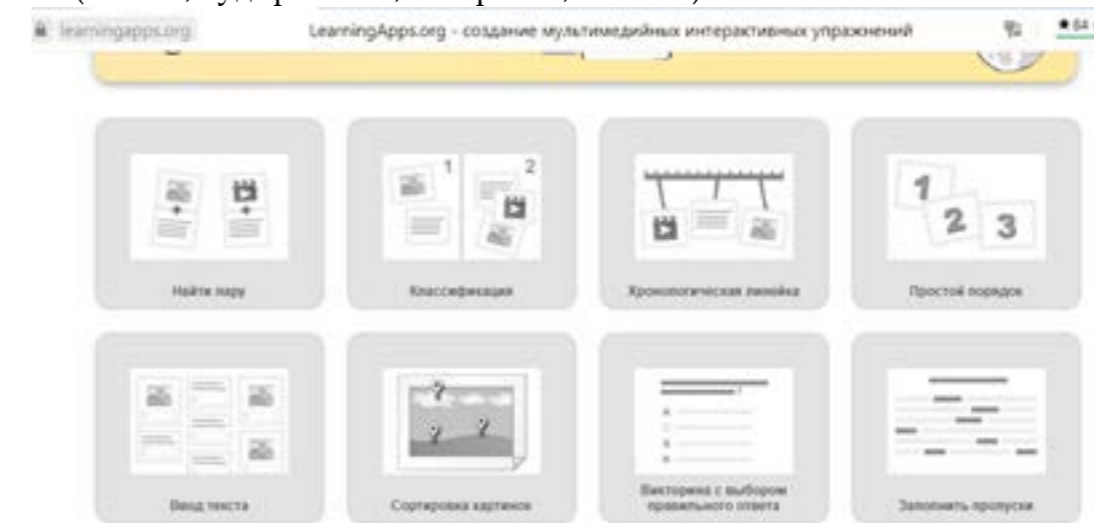 learningapps.org LearningApps.org - создание мультимедийных интерактивных упражнений 64
1 2 1 2 3
Найти пару Классификация Хронологическая линейка Простой порядок
? ? ?
Ввод текста Сортировка картинок Викторина с выбором правильного ответа Заполнить пропуски